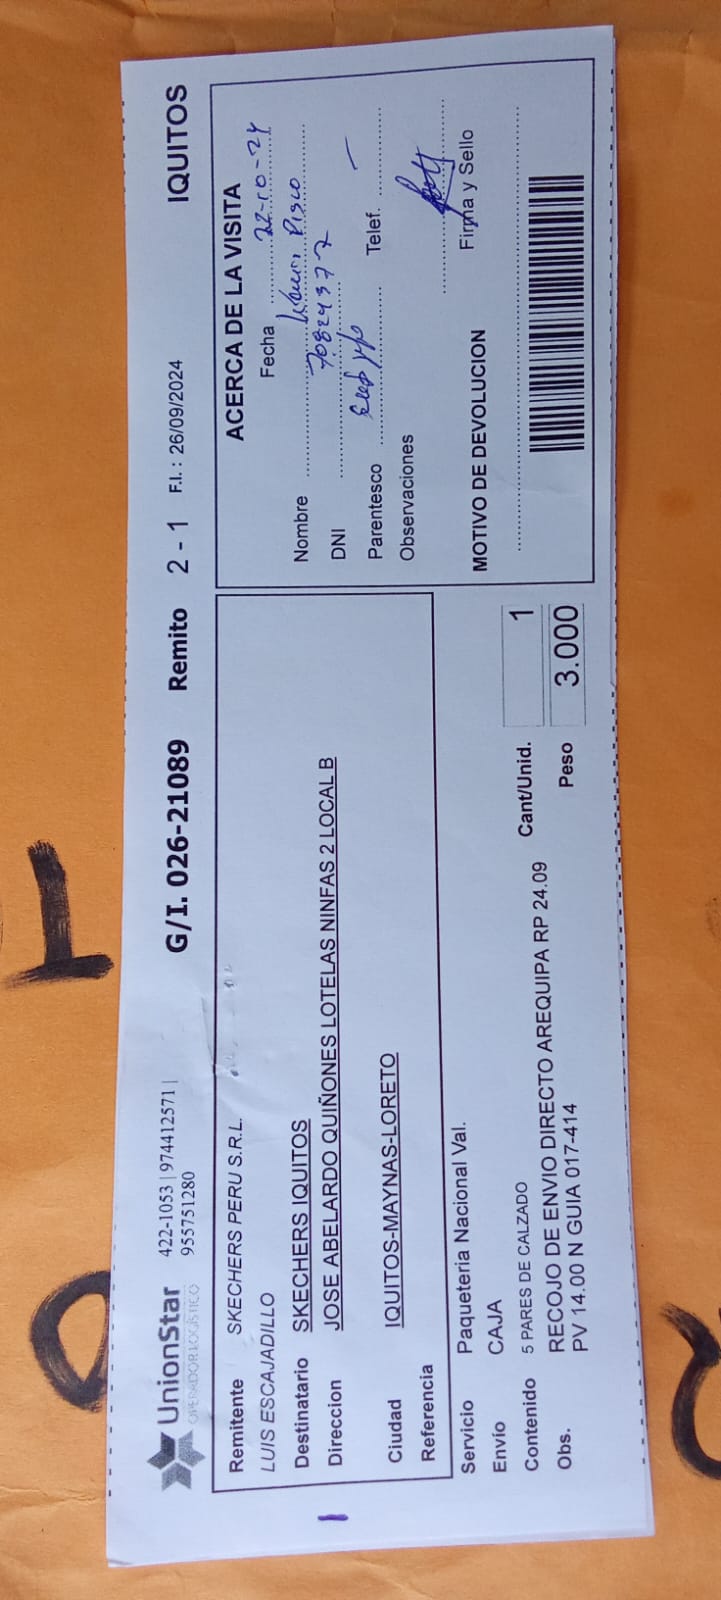 UnionStar
OPERADOR LOGÍSTICO
422-1053 | 974412571 |
955751280
G/I. 026-21089 Remito 2 - 1 F.I.: 26/09/2024 IQUITOS
Remitente SKECHERS PERU S.R.L.
LUIS ESCAJADILLO
Destinatario SKECHERS IQUITOS
Direccion JOSE ABELARDO QUIÑONES LOTELAS NINFAS 2 LOCAL B
Ciudad IQUITOS-MAYNAS-LORETO
Referencia
Servicio Paqueteria Nacional Val.
Envío CAJA
Contenido 5 PARES DE CALZADO
Cant/Unid. 1
Obs. RECOJO DE ENVIO DIRECTO AREQUIPA RP 24.09
PV 14.00 N GUIA 017-414
Peso 3.000
ACERCA DE LA VISITA
Fecha 22-10-24
Nombre Pisco
DNI 70824377
Parentesco
Telef. —
Observaciones
Firma y Sello
MOTIVO DE DEVOLUCION